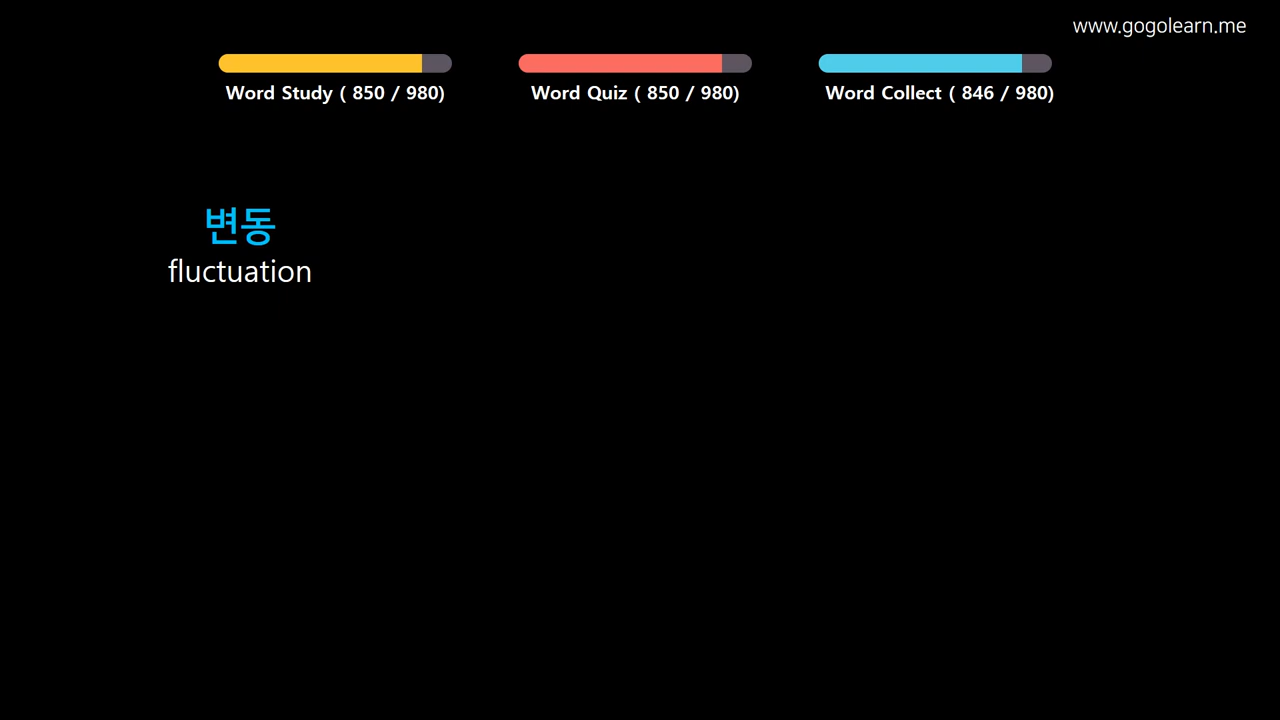 www.gogolearn.me
Word Study ( 850 / 980)
Word Quiz ( 850 / 980)
Word Collect ( 846 / 980)
변동
fluctuation